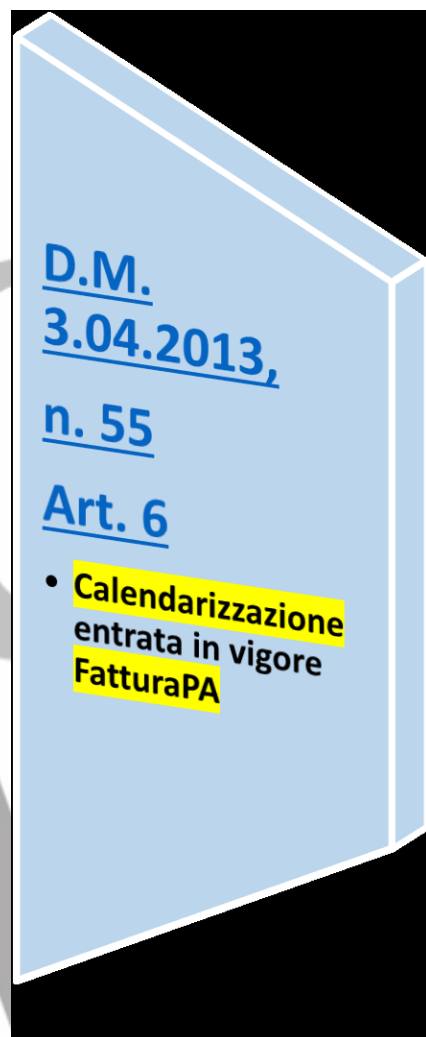 D.M.
3.04.2013,
n. 55
Art. 6
• Calendarizzazione
entrata in vigore
FatturaPA